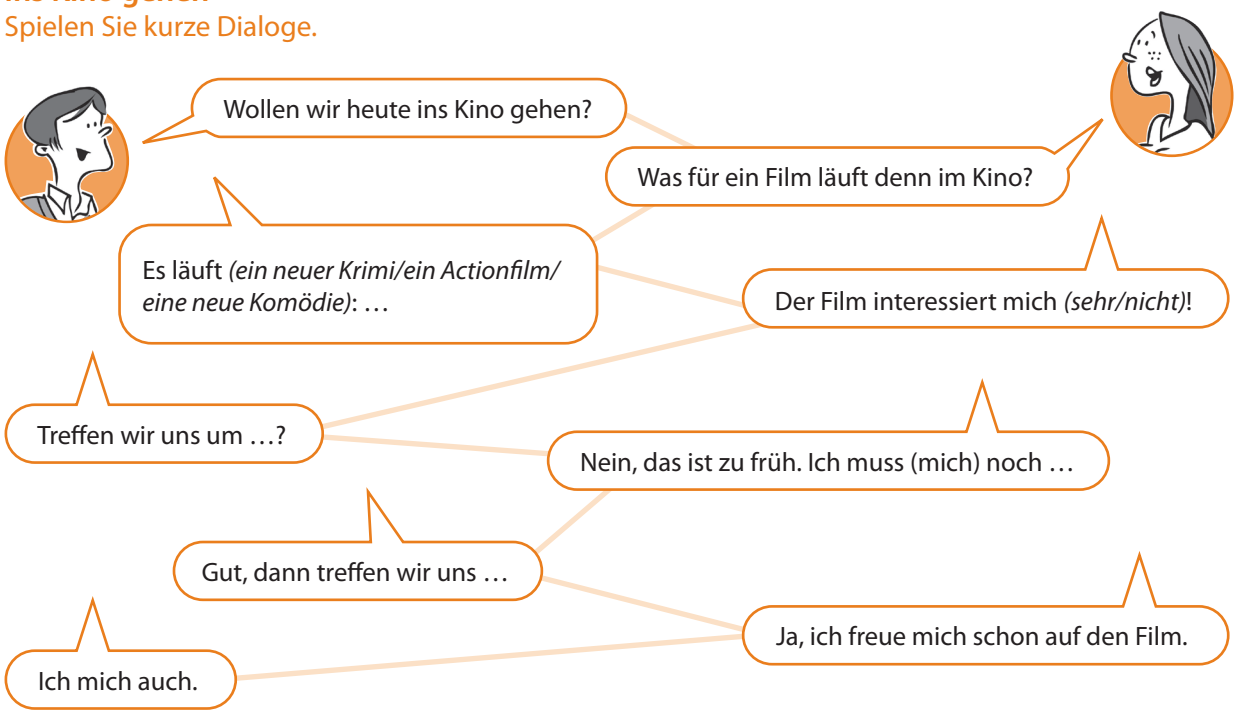 Spielen Sie kurze Dialoge.
Wollen wir heute ins Kino gehen?
Was für ein Film läuft denn im Kino?
Es läuft (ein neuer Krimi/ein Actionfilm/
eine neue Komödie): …
Der Film interessiert mich (sehr/nicht)!
Treffen wir uns um …?
Nein, das ist zu früh. Ich muss (mich) noch …
Gut, dann treffen wir uns …
Ja, ich freue mich schon auf den Film.
Ich mich auch.